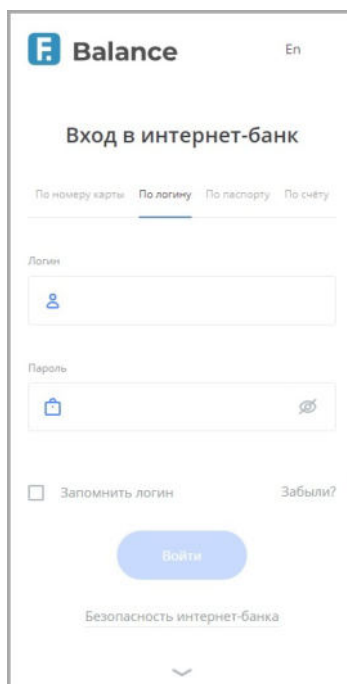 F. Balance En
Вход в интернет-банк
По номеру карты По логину По паспорту По счёту
Логин
Пароль
Запомнить логин Забыли?
Войти
Безопасность интернет-банка